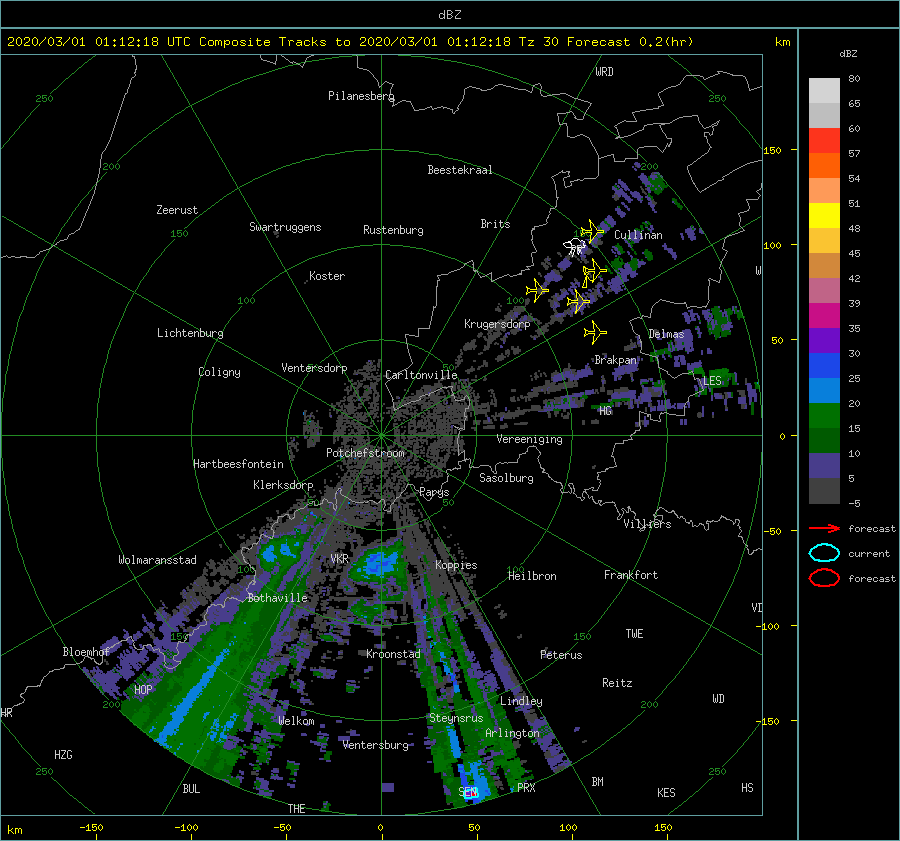 dBZ
2020/03/01 01:12:18 UTC Composite Tracks to 2020/03/01 01:12:18 Tz 30 Forecast 0.2(hr) km
dBZ
80
65
60
57
54
51
48
45
42
39
35
30
25
20
15
10
5
-5
forecast
current
forecast
WRD
250
Pilanesberg
250
150
200
Beestekraal
200
Zeerust
Swartruggens
150
Rustenburg
Brits
Cullinan
100
Koster
100
100
Krugersdorp
Lichtenburg
Delmas
50
Brakpan
Coligny
Ventersdorp
Carltonville
LES
HG
Vereeniging
0
Potchefstroom
Hartbeesfontein
Klerksdorp
Sasolburg
Parys
50
Villiers
-50
VKR
Wolmaransstad
100
Koppies
100
Heilbron
Frankfort
Bothaville
VD
-100
150
150
TWE
Bloemhof
Kroonstad
Peterus
Reitz
HOP
WD
200
Lindley
200
HR
Welkom
Steynsrus
-150
Arlington
Ventersburg
HZG
250
250
BM
BUL
PRX
KES
HS
THE
km
-150
-100
-50
0
50
100
150